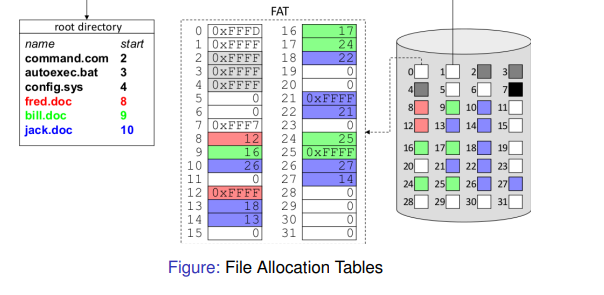 FAT
root directory
name start
command.com 2
autoexec.bat 3
config.sys 4
fred.doc 8
bill.doc 9
jack.doc 10
0 0xFFFD 16 17
1 0xFFFF 17 24
2 0xFFFF 18 22
3 0xFFFF 19 0
4 0xFFFF 20 0
5 0 21 0xFFFF
6 0 22 21
7 0xFFF7 23 0
8 12 24 25
9 16 25 0xFFFF
10 26 26 27
11 0 27 14
12 0xFFFF 28 0
13 18 29 0
14 13 30 0
15 0 31 0
0 1 2 3
4 5 6 7
8 9 10 11
12 13 14 15
16 17 18 19
20 21 22 23
24 25 26 27
28 29 30 31
Figure: File Allocation Tables